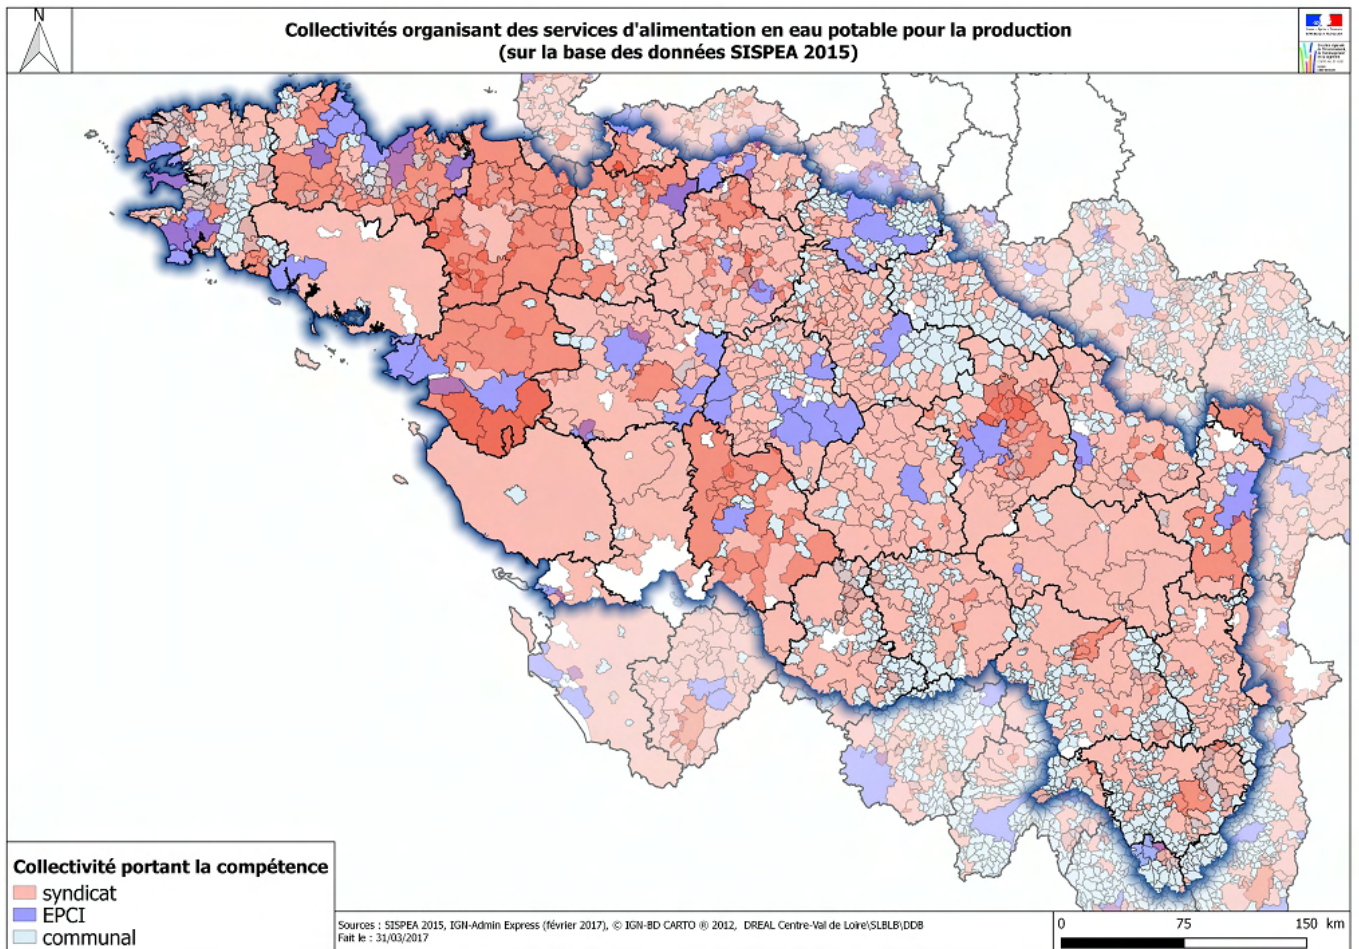 N
Collectivités organisant des services d'alimentation en eau potable pour la production
(sur la base des données SISPEA 2015)
Collectivité portant la compétence
syndicat
EPCI
communal
Sources : SISPEA 2015, IGN-Admin Express (février 2017), © IGN-BD CARTO ® 2012, DREAL Centre-Val de Loire\SLBLB\DDB
Fait le : 31/03/2017
0 75 150 km